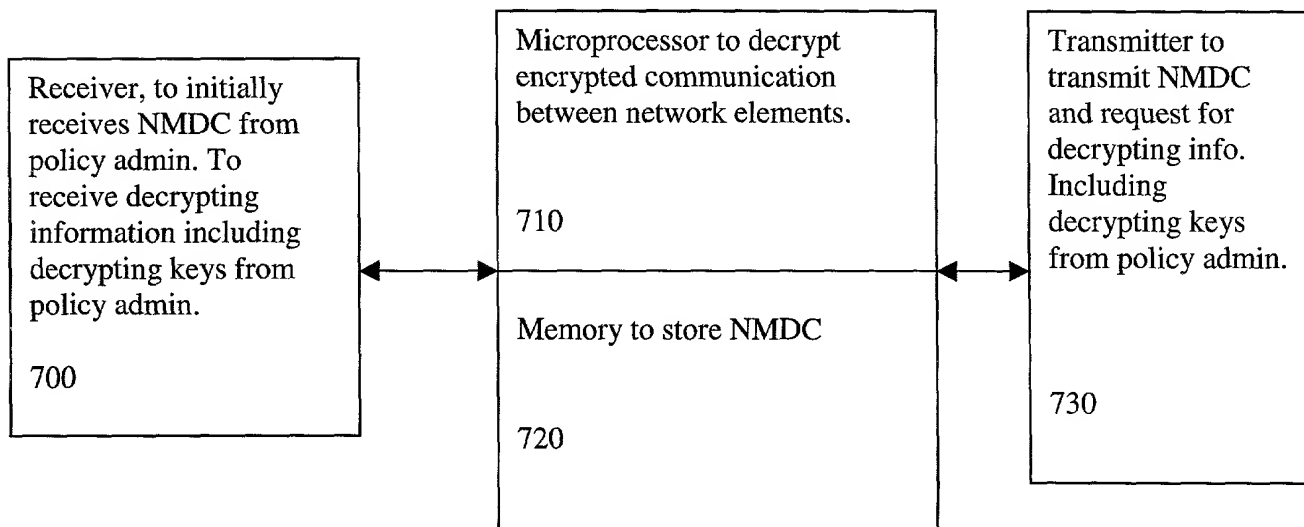 Receiver, to initially
receives NMDC from
policy admin. To
receive decrypting
information including
decrypting keys from
policy admin.
700
Microprocessor to decrypt
encrypted communication
between network elements.
710
Memory to store NMDC
720
Transmitter to
transmit NMDC
and request for
decrypting info.
Including
decrypting keys
from policy admin.
730